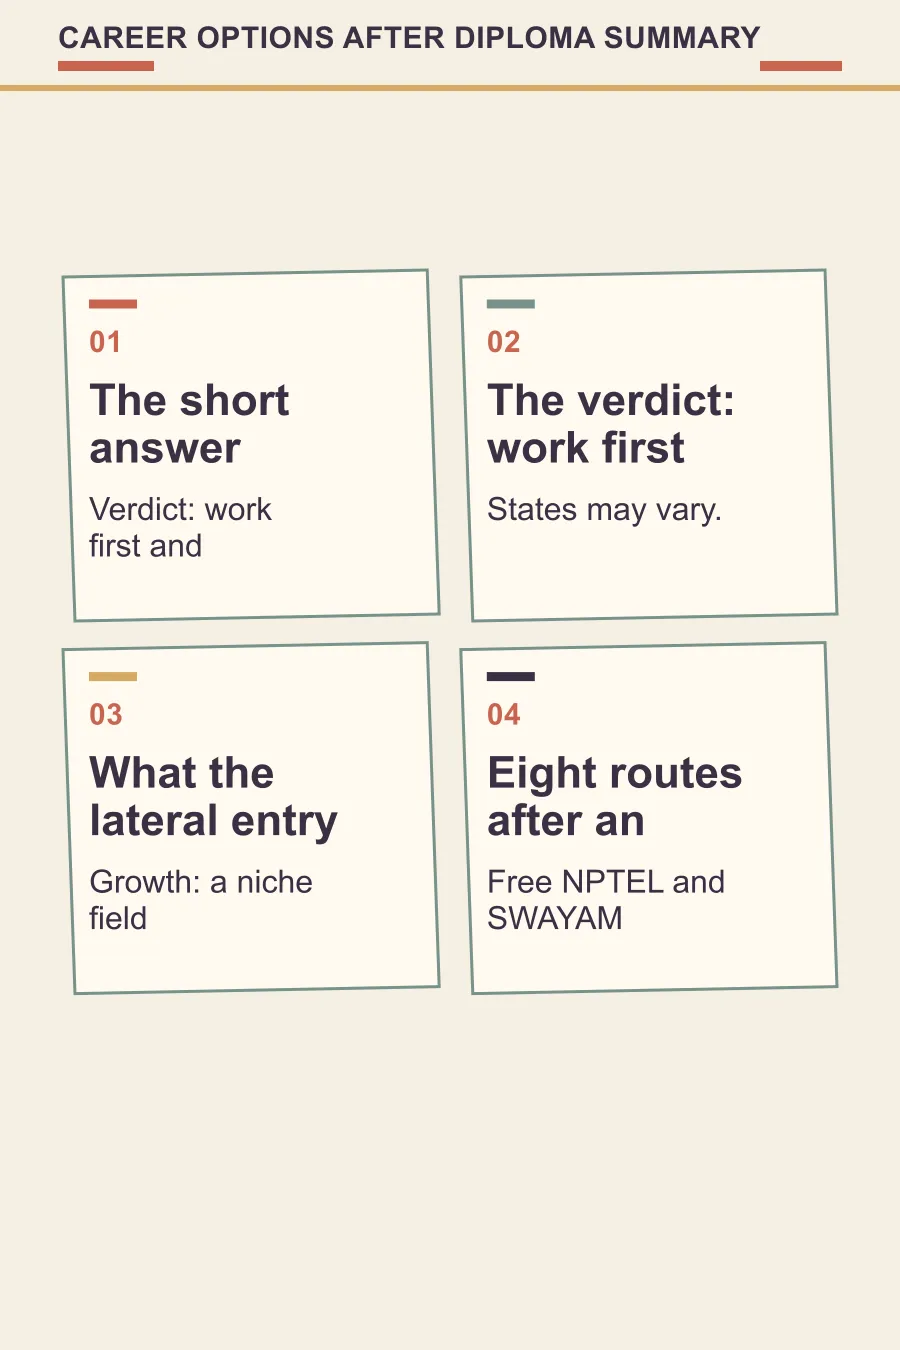 CAREER OPTIONS AFTER DIPLOMA SUMMARY
01
The short
answer
Verdict: work
first and
02
The verdict:
work first
States may vary.
03
What the
lateral entry
Growth: a niche
field
04
Eight routes
after an
Free NPTEL and
SWAYAM